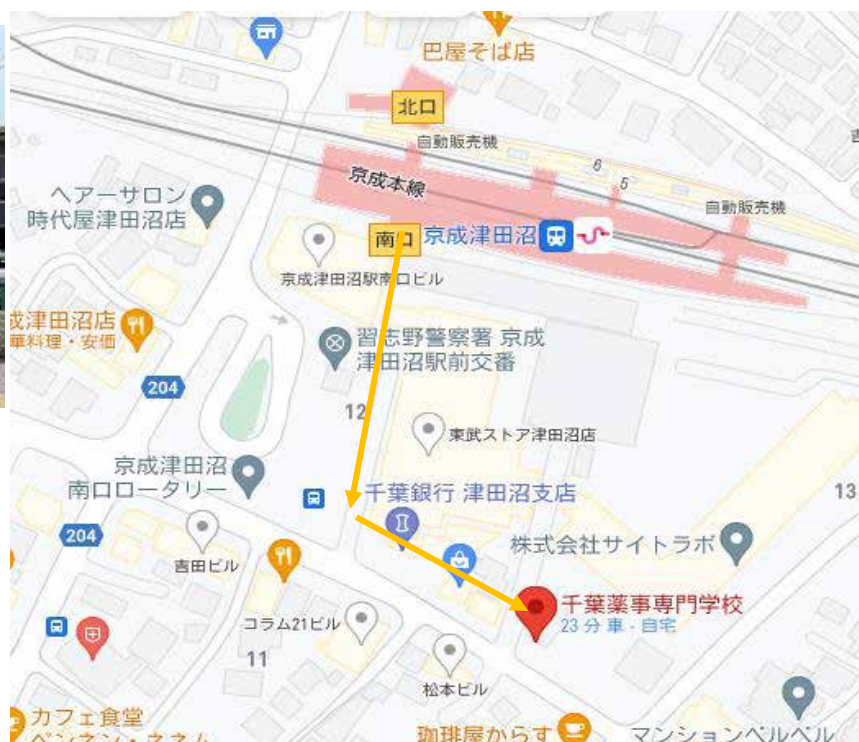 巴屋そば店
北口
自動販売機
京成本線
6
5
自動販売機
ヘアーサロン
時代屋津田沼店
南口
京成津田沼
京成津田沼駅南口ビル
成津田沼店
華料理・安価
習志野警察署 京成
津田沼駅前交番
204
12
東武ストア津田沼店
京成津田沼
南口ロータリー
千葉銀行 津田沼支店
13
204
吉田ビル
株式会社サイトラボ
千葉薬事専門学校
23 分 車 - 自宅
コラム21ビル
11
松本ビル
カフェ食堂
珈琲屋からす
マンションベルベル